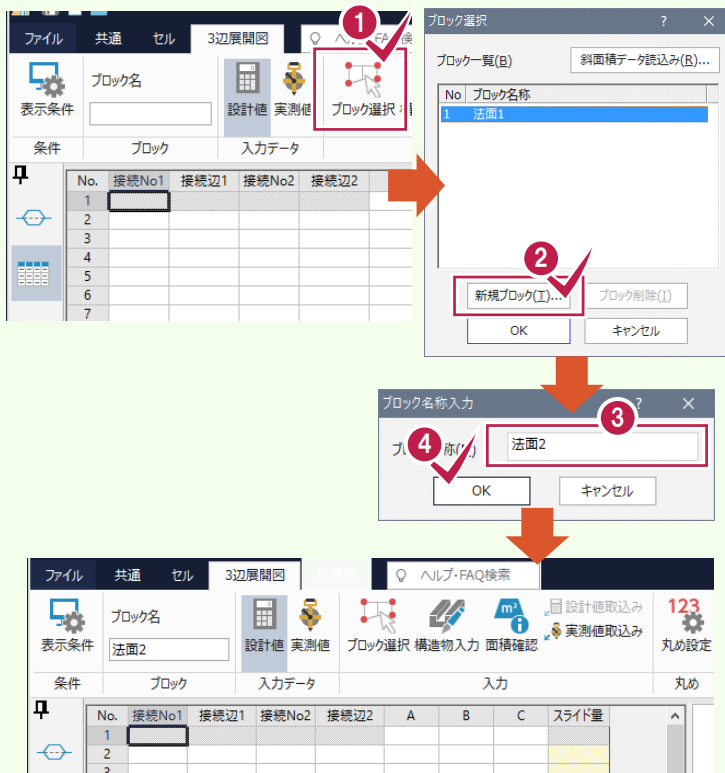 1
ファイル 共通 セル 3辺展開図
表示条件
ブロック名
設計値 実測値 ブロック選択
条件 ブロック 入力データ
No. 接続No1 接続辺1 接続No2 接続辺2
1
2
3
4
5
6
7
ブロック選択 ? ×
ブロック一覧(B) 斜面積データ読込み(R)...
No ブロック名称
1 法面1
2
新規ブロック(T)... ブロック削除(I)
OK キャンセル
ブロック名称入力 ? ×
3
4
法面2
OK キャンセル
ファイル 共通 セル 3辺展開図 ヘルプ・FAQ検索
表示条件
ブロック名
法面2
設計値 実測値 ブロック選択 構造物入力 面積確認
m²
設計値取込み
実測値取込み
123
丸め設定
条件 ブロック 入力データ 入力 丸め
No. 接続No1 接続辺1 接続No2 接続辺2 A B C スライド量
1
2
3